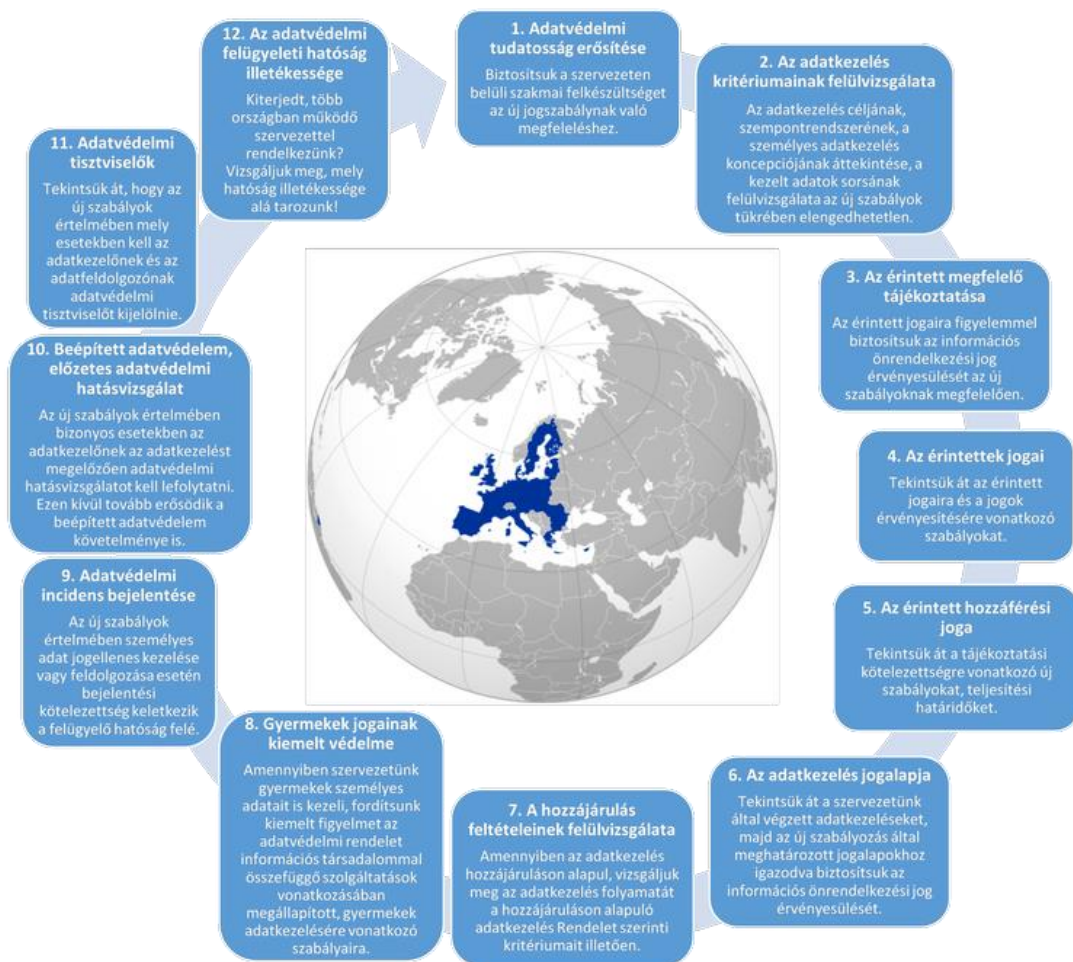 1. Adatvédelmi
tudatosság erősítése
Biztosítsuk a szervezeten
belüli szakmai felkészültséget
az új jogszabálynak való
megfeleléshez.
2. Az adatkezelés
kritériumainak felülvizsgálata
Az adatkezelés céljának,
szempontrendszerének, a
személyes adatkezelés
koncepciójának áttekintése, a
kezelt adatok sorsának
felülvizsgálata az új szabályok
tükrében elengedhetetlen.
3. Az érintett megfelelő
tájékoztatása
Az érintett jogaira figyelemmel
biztosítsuk az információs
önrendelkezési jog
érvényesülését az új
szabályoknak megfelelően.
4. Az érintettek jogai
Tekintsük át az érintett
jogaira és a jogok
érvényesítésére vonatkozó
szabályokat.
5. Az érintett hozzáférési
joga
Tekintsük át a tájékoztatási
kötelezettségre vonatkozó új
szabályokat, teljesítési
határidőket.
6. Az adatkezelés jogalapja
Tekintsük át a szervezetünk
által végzett adatkezeléseket,
majd az új szabályozás által
meghatározott jogalapokhoz
igazodva biztosítsuk az
információs önrendelkezési jog
érvényesülését.
7. A hozzájárulás
feltételeinek felülvizsgálata
Amennyiben az adatkezelés
hozzájáruláson alapul, vizsgáljuk
meg az adatkezelés folyamatát
a hozzájáruláson alapuló
adatkezelés Rendelet szerinti
kritériumait illetően.
8. Gyermekek jogainak
kiemelt védelme
Amennyiben szervezetünk
gyermekek személyes
adatait is kezeli, fordítsunk
kiemelt figyelmet az
adatvédelmi rendelet
információs társadalommal
összefüggő szolgáltatások
vonatkozásában
megállapított, gyermekek
adatkezelésére vonatkozó
szabályaira.
9. Adatvédelmi
incidens bejelentése
Az új szabályok
értelmében személyes
adat jogellenes kezelése
vagy feldolgozása esetén
bejelentési
kötelezettség keletkezik
a felügyelő hatóság felé.
10. Beépített adatvédelem,
előzetes adatvédelmi
hatásvizsgálat
Az új szabályok értelmében
bizonyos esetekben az
adatkezelőnek az adatkezelést
megelőzően adatvédelmi
hatásvizsgálatot kell lefolytatni.
Ezen kívül tovább erősödik a
beépített adatvédelem
követelménye is.
11. Adatvédelmi
tisztviselők
Tekintsük át, hogy az
új szabályok
értelmében mely
esetekben kell az
adatkezelőnek és az
adatfeldolgozónak
adatvédelmi
tisztviselőt kijelölnie.
12. Az adatvédelmi
felügyeleti hatóság
illetékessége
Kiterjedt, több
országban működő
szervezettel
rendelkezünk?
Vizsgáljuk meg, mely
hatóság illetékessége
alá tarozunk!